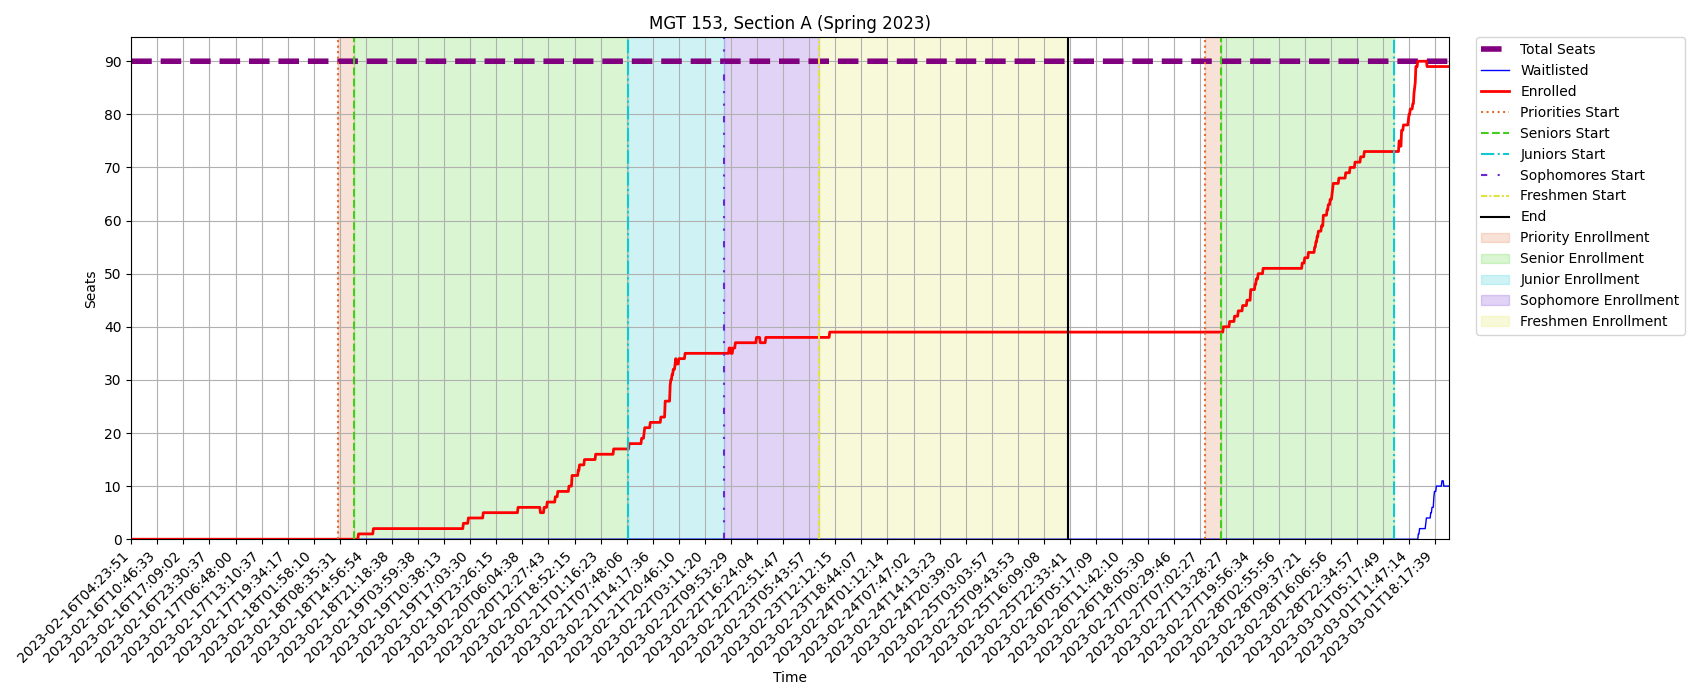 MGT 153, Section A (Spring 2023)
Seats
90
80
70
60
50
40
30
20
10
0
2023-02-16T04:23:51
2023-02-16T10:46:33
2023-02-16T17:09:02
2023-02-16T23:30:37
2023-02-17T06:48:00
2023-02-17T13:10:37
2023-02-17T19:34:17
2023-02-18T01:58:10
2023-02-18T08:35:31
2023-02-18T14:56:54
2023-02-18T21:18:38
2023-02-19T03:59:38
2023-02-19T10:38:13
2023-02-19T17:03:30
2023-02-19T23:26:15
2023-02-20T06:04:38
2023-02-20T12:27:43
2023-02-20T18:52:15
2023-02-21T01:16:23
2023-02-21T07:48:06
2023-02-21T14:17:36
2023-02-21T20:46:10
2023-02-22T03:11:20
2023-02-22T09:53:29
2023-02-22T16:24:04
2023-02-22T22:51:47
2023-02-23T05:43:57
2023-02-23T12:12:15
2023-02-23T18:44:07
2023-02-24T01:12:14
2023-02-24T07:47:02
2023-02-24T14:13:23
2023-02-24T20:39:02
2023-02-25T03:03:57
2023-02-25T09:43:53
2023-02-25T16:09:08
2023-02-25T22:33:41
2023-02-26T05:17:09
2023-02-26T11:42:10
2023-02-26T18:05:30
2023-02-27T00:29:46
2023-02-27T07:02:27
2023-02-27T13:28:27
2023-02-27T19:56:34
2023-02-28T02:55:56
2023-02-28T09:37:21
2023-02-28T16:06:56
2023-02-28T22:34:57
2023-03-01T05:17:49
2023-03-01T11:47:14
2023-03-01T18:17:39
Time
Total Seats
Waitlisted
Enrolled
Priorities Start
Seniors Start
Juniors Start
Sophomores Start
Freshmen Start
End
Priority Enrollment
Senior Enrollment
Junior Enrollment
Sophomore Enrollment
Freshmen Enrollment